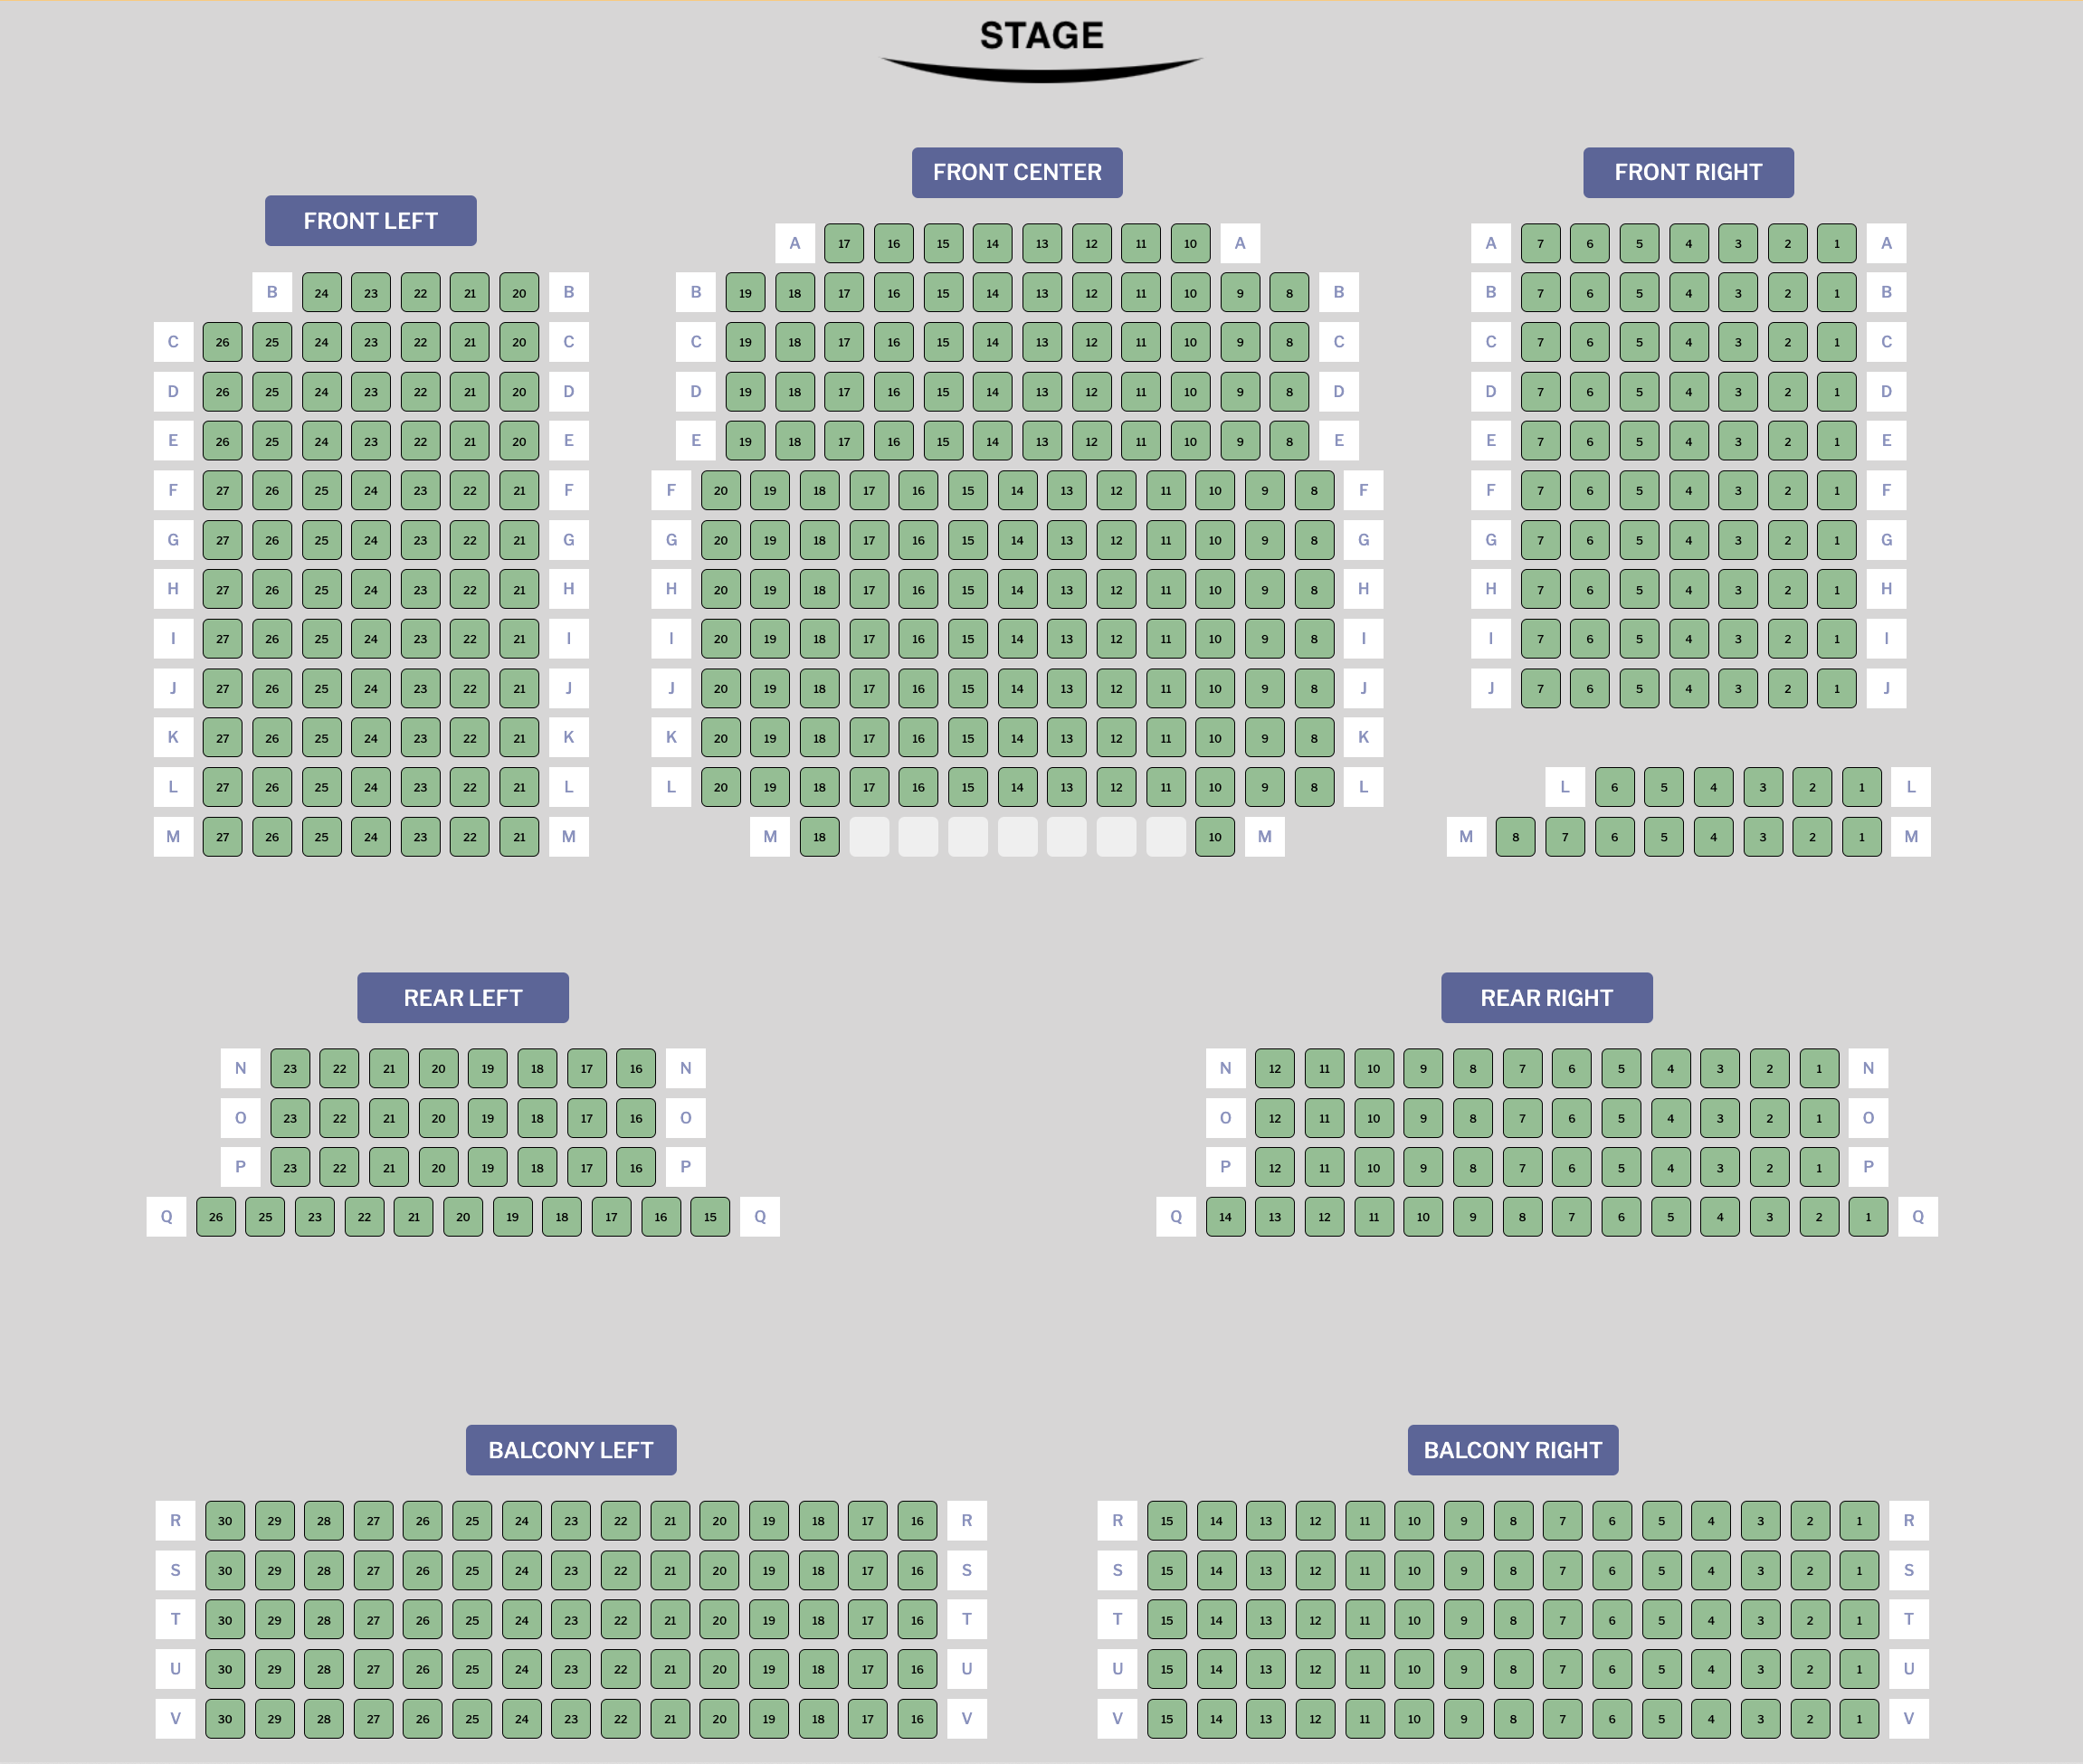 STAGE
FRONT LEFT
B 24 23 22 21 20 B
C 26 25 24 23 22 21 20 C
D 26 25 24 23 22 21 20 D
E 26 25 24 23 22 21 20 E
F 27 26 25 24 23 22 21 F
G 27 26 25 24 23 22 21 G
H 27 26 25 24 23 22 21 H
I 27 26 25 24 23 22 21 I
J 27 26 25 24 23 22 21 J
K 27 26 25 24 23 22 21 K
L 27 26 25 24 23 22 21 L
M 27 26 25 24 23 22 21 M
FRONT CENTER
A 17 16 15 14 13 12 11 10 A
B 19 18 17 16 15 14 13 12 11 10 9 8 B
C 19 18 17 16 15 14 13 12 11 10 9 8 C
D 19 18 17 16 15 14 13 12 11 10 9 8 D
E 19 18 17 16 15 14 13 12 11 10 9 8 E
F 20 19 18 17 16 15 14 13 12 11 10 9 8 F
G 20 19 18 17 16 15 14 13 12 11 10 9 8 G
H 20 19 18 17 16 15 14 13 12 11 10 9 8 H
I 20 19 18 17 16 15 14 13 12 11 10 9 8 I
J 20 19 18 17 16 15 14 13 12 11 10 9 8 J
K 20 19 18 17 16 15 14 13 12 11 10 9 8 K
L 20 19 18 17 16 15 14 13 12 11 10 9 8 L
M 18 10 M
FRONT RIGHT
A 7 6 5 4 3 2 1 A
B 7 6 5 4 3 2 1 B
C 7 6 5 4 3 2 1 C
D 7 6 5 4 3 2 1 D
E 7 6 5 4 3 2 1 E
F 7 6 5 4 3 2 1 F
G 7 6 5 4 3 2 1 G
H 7 6 5 4 3 2 1 H
I 7 6 5 4 3 2 1 I
J 7 6 5 4 3 2 1 J
L 6 5 4 3 2 1 L
M 8 7 6 5 4 3 2 1 M
REAR LEFT
N 23 22 21 20 19 18 17 16 N
O 23 22 21 20 19 18 17 16 O
P 23 22 21 20 19 18 17 16 P
Q 26 25 23 22 21 20 19 18 17 16 15 Q
REAR RIGHT
N 12 11 10 9 8 7 6 5 4 3 2 1 N
O 12 11 10 9 8 7 6 5 4 3 2 1 O
P 12 11 10 9 8 7 6 5 4 3 2 1 P
Q 14 13 12 11 10 9 8 7 6 5 4 3 2 1 Q
BALCONY LEFT
R 30 29 28 27 26 25 24 23 22 21 20 19 18 17 16 R
S 30 29 28 27 26 25 24 23 22 21 20 19 18 17 16 S
T 30 29 28 27 26 25 24 23 22 21 20 19 18 17 16 T
U 30 29 28 27 26 25 24 23 22 21 20 19 18 17 16 U
V 30 29 28 27 26 25 24 23 22 21 20 19 18 17 16 V
BALCONY RIGHT
R 15 14 13 12 11 10 9 8 7 6 5 4 3 2 1 R
S 15 14 13 12 11 10 9 8 7 6 5 4 3 2 1 S
T 15 14 13 12 11 10 9 8 7 6 5 4 3 2 1 T
U 15 14 13 12 11 10 9 8 7 6 5 4 3 2 1 U
V 15 14 13 12 11 10 9 8 7 6 5 4 3 2 1 V